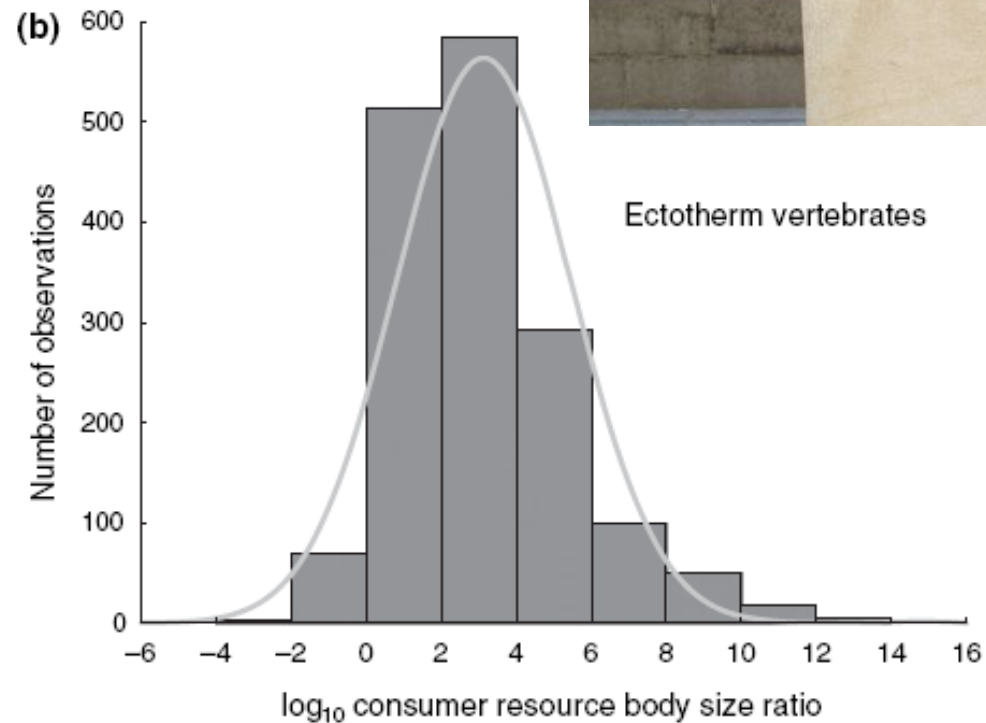 (b)
600
500
400
300
200
100
0
Number of observations
Ectotherm vertebrates
–6 –4 –2 0 2 4 6 8 10 12 14 16
log₁₀ consumer resource body size ratio